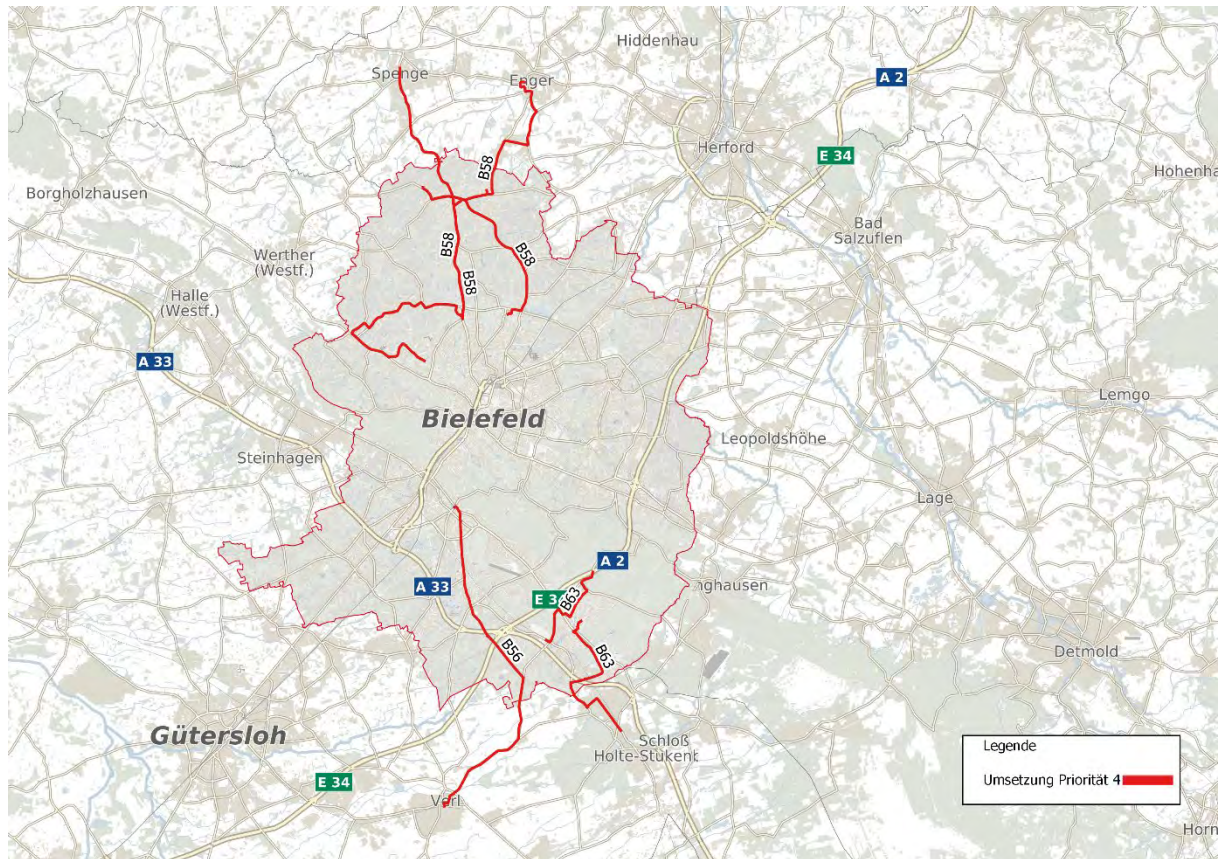 Hiddenhau
Spenge
Enger
A 2
Herford
E 34
Hohenha
Borgholzhausen
B58
Bad
Salzuflen
Werther
(Westf.)
B58
B58
Halle
(Westf.)
B58
A 33
Lemgo
Bielefeld
Leopoldshöhe
Steinhagen
Lage
A 2
A 33
nghausen
E 3
B63
Detmold
B56
B63
Gütersloh
Schloß
Holte-Stukenb
Legende
Umsetzung Priorität 4
E 34
Verl
Horn